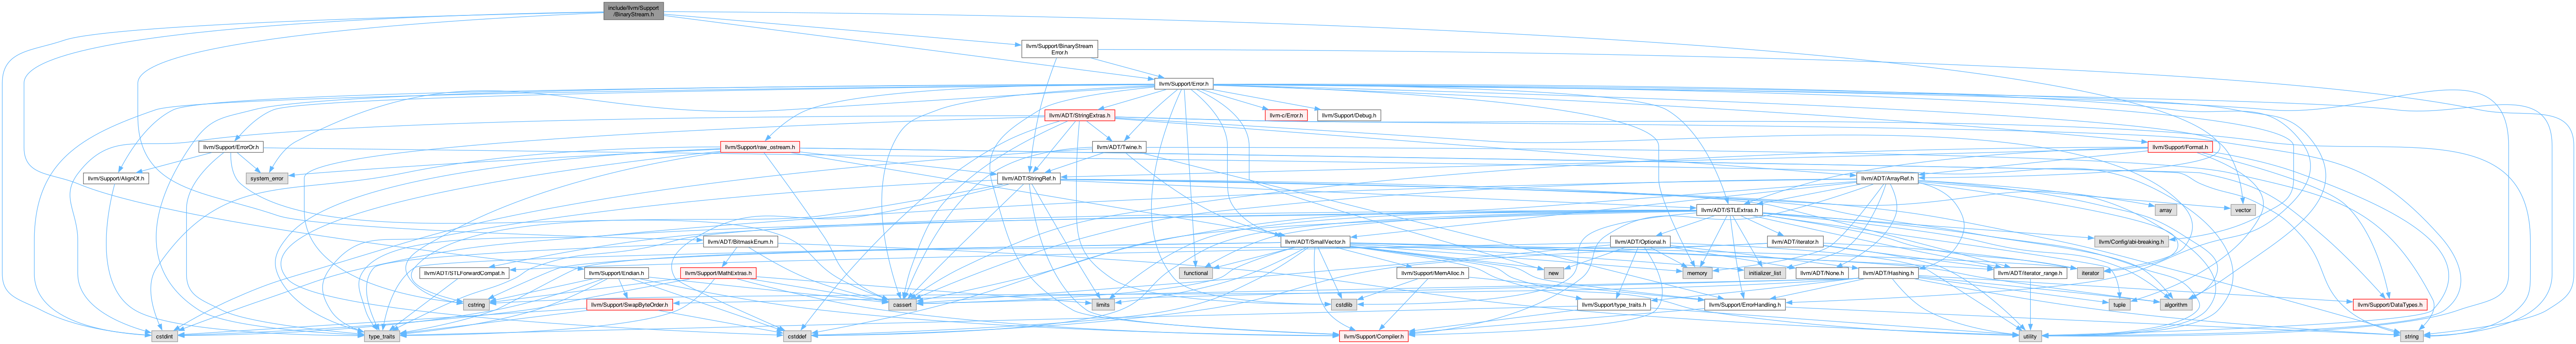 include/llvm/Support
/BinaryStream.h
llvm/Support/BinaryStream
Error.h
llvm/Support/Error.h
llvm/ADT/StringExtras.h
llvm-c/Error.h
llvm/Support/Debug.h
llvm/Support/ErrorOr.h
llvm/Support/raw_ostream.h
llvm/ADT/Twine.h
llvm/Support/Format.h
llvm/Support/AlignOf.h
system_error
llvm/ADT/StringRef.h
llvm/ADT/ArrayRef.h
llvm/ADT/STLExtras.h
array
vector
llvm/ADT/BitmaskEnum.h
llvm/ADT/SmallVector.h
llvm/ADT/Optional.h
llvm/ADT/iterator.h
llvm/Config/abi-breaking.h
llvm/ADT/STLForwardCompat.h
llvm/Support/Endian.h
llvm/Support/MathExtras.h
functional
llvm/Support/MemAlloc.h
new
memory
initializer_list
llvm/ADT/None.h
llvm/ADT/Hashing.h
llvm/ADT/iterator_range.h
iterator
cstring
llvm/Support/SwapByteOrder.h
cassert
limits
cstdlib
llvm/Support/type_traits.h
llvm/Support/ErrorHandling.h
tuple
algorithm
llvm/Support/DataTypes.h
cstdint
type_traits
cstddef
llvm/Support/Compiler.h
utility
string